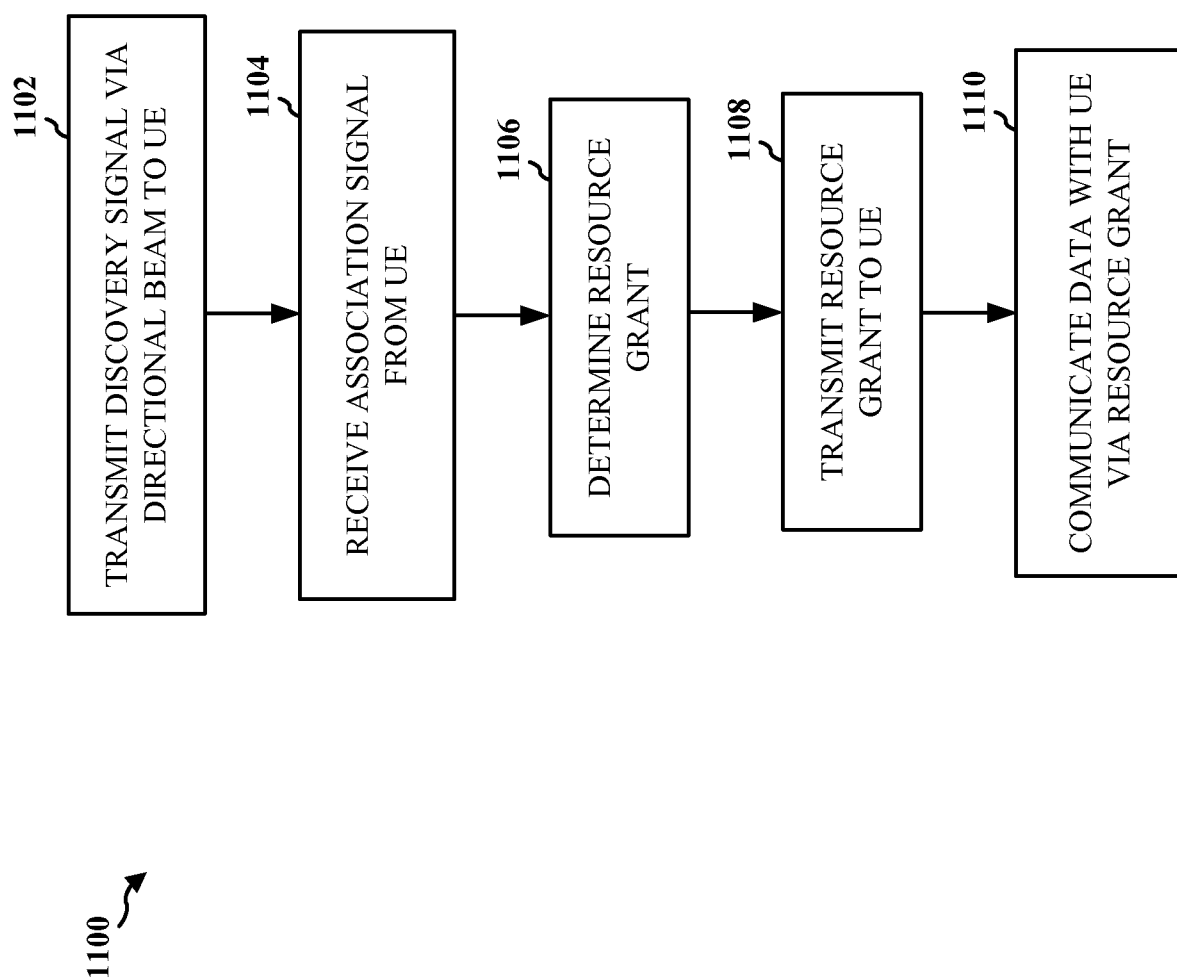 1100
1102
TRANSMIT DISCOVERY SIGNAL VIA
DIRECTIONAL BEAM TO UE
1104
RECEIVE ASSOCIATION SIGNAL
FROM UE
1106
DETERMINE RESOURCE
GRANT
1108
TRANSMIT RESOURCE
GRANT TO UE
1110
COMMUNICATE DATA WITH UE
VIA RESOURCE GRANT